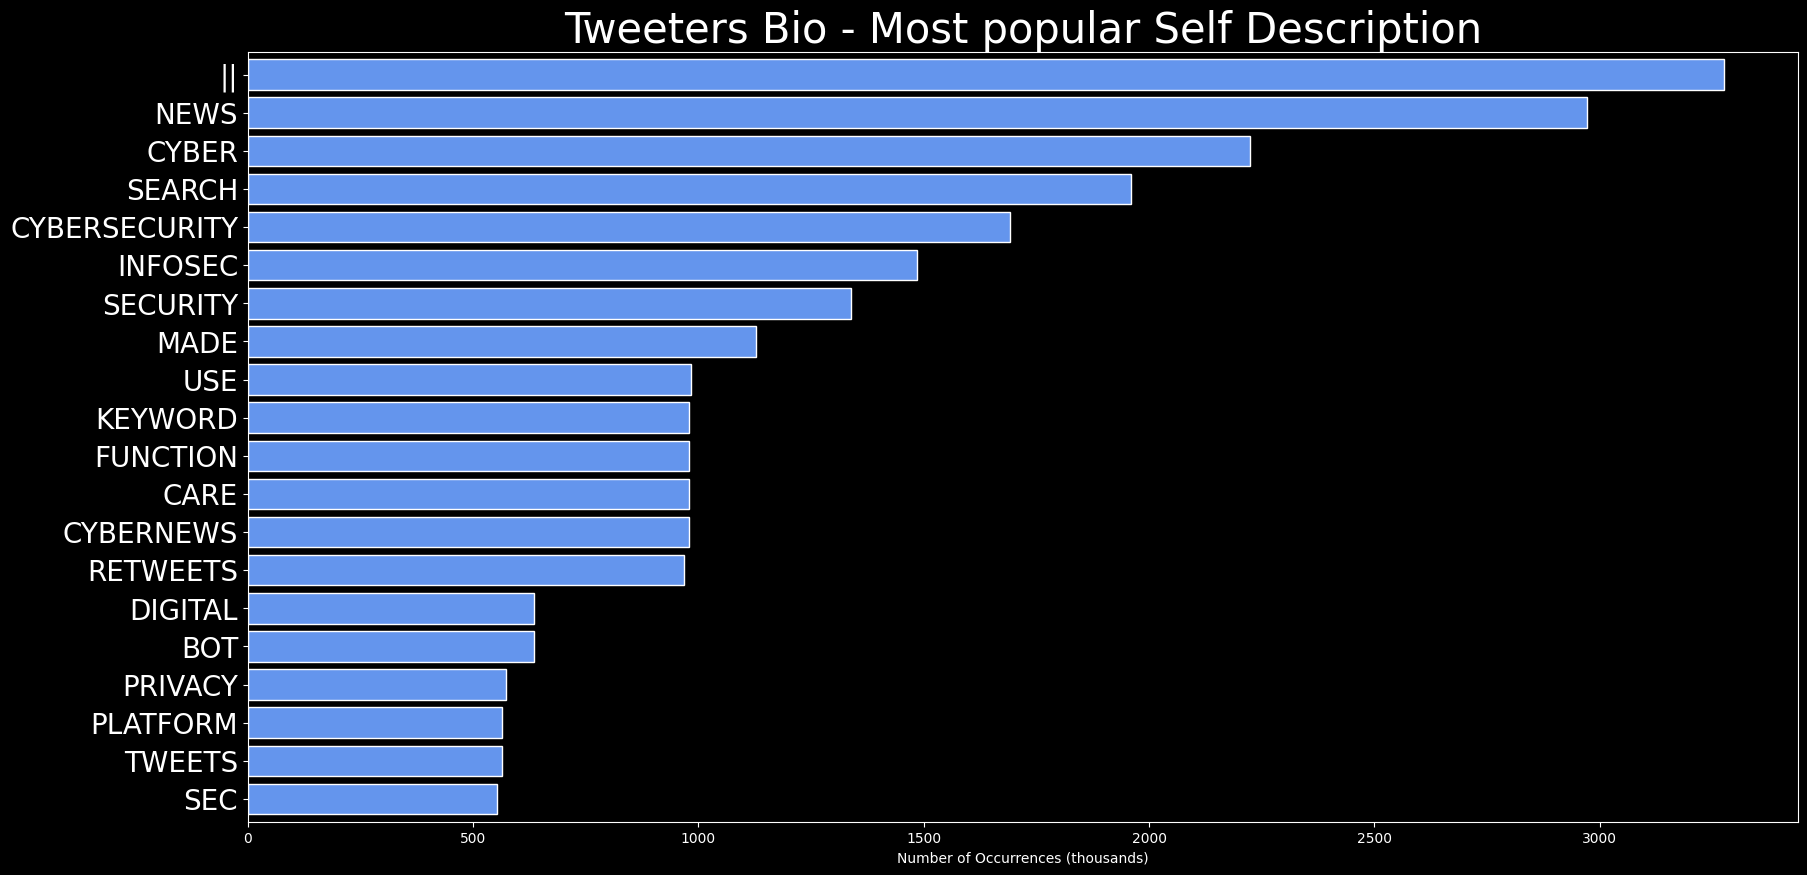 Tweeters Bio - Most popular Self Description
||
NEWS
CYBER
SEARCH
CYBERSECURITY
INFOSEC
SECURITY
MADE
USE
KEYWORD
FUNCTION
CARE
CYBERNEWS
RETWEETS
DIGITAL
BOT
PRIVACY
PLATFORM
TWEETS
SEC
0 500 1000 1500 2000 2500 3000
Number of Occurrences (thousands)